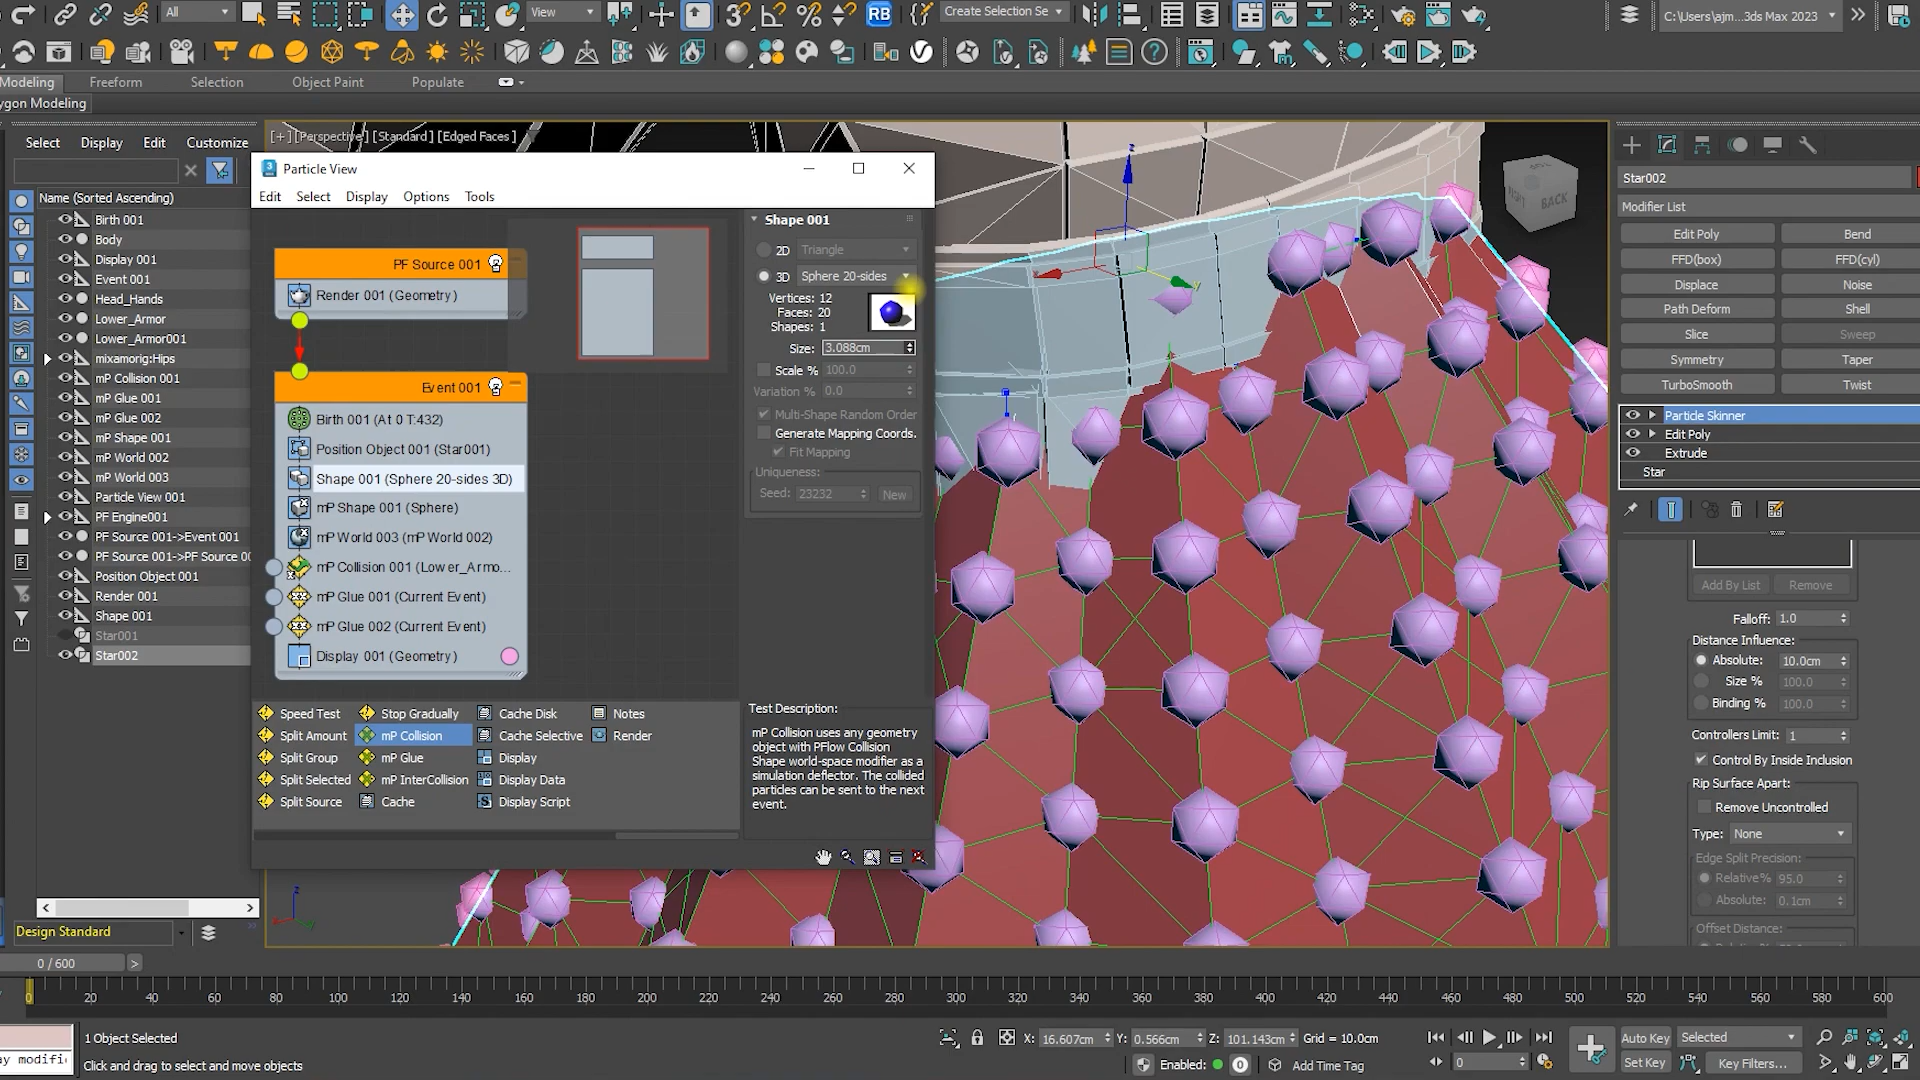 All
View
RB
Create Selection Se
C:\Users\ajm...3ds Max 2023
Modeling
Freeform
Selection
Object Paint
Populate
ygon Modeling
Select
Display
Edit
Customize
Name (Sorted Ascending)
Birth 001
Body
Display 001
Event 001
Head_Hands
Lower_Armor
Lower_Armor001
mixamorig:Hips
mP Collision 001
mP Glue 001
mP Glue 002
mP Shape 001
mP World 002
mP World 003
Particle View 001
PF Engine001
PF Source 001->Event 001
PF Source 001->PF Source 00
Position Object 001
Render 001
Shape 001
Star001
Star002
Design Standard
[+] [Perspective] [Standard] [Edged Faces]
Particle View
Edit
Select
Display
Options
Tools
PF Source 001
Render 001 (Geometry)
Event 001
Birth 001 (At 0 T:432)
Position Object 001 (Star001)
Shape 001 (Sphere 20-sides 3D)
mP Shape 001 (Sphere)
mP World 003 (mP World 002)
mP Collision 001 (Lower_Armo...
mP Glue 001 (Current Event)
mP Glue 002 (Current Event)
Display 001 (Geometry)
Shape 001
2D
Triangle
3D
Sphere 20-sides
Vertices: 12
Faces: 20
Shapes: 1
Size: 3.088cm
Scale % 100.0
Variation % 0.0
Multi-Shape Random Order
Generate Mapping Coords.
Fit Mapping
Uniqueness:
Seed: 23232
New
Speed Test
Stop Gradually
Cache Disk
Notes
Split Amount
mP Collision
Cache Selective
Render
Split Group
mP Glue
Display
Split Selected
mP InterCollision
Display Data
Split Source
Cache
Display Script
Test Description:
mP Collision uses any geometry
object with PFlow Collision
Shape world-space modifier as a
simulation deflector. The collided
particles can be sent to the next
event.
BACK
Star002
Modifier List
Edit Poly
Bend
FFD(box)
FFD(cyl)
Displace
Noise
Path Deform
Shell
Slice
Sweep
Symmetry
Taper
TurboSmooth
Twist
Particle Skinner
Edit Poly
Extrude
Star
Add By List
Remove
Falloff: 1.0
Distance Influence:
Absolute: 10.0cm
Size % 100.0
Binding % 100.0
Controllers Limit: 1
Control By Inside Inclusion
Rip Surface Apart:
Remove Uncontrolled
Type: None
Edge Split Precision:
Relative% 95.0
Absolute: 0.1cm
Offset Distance:
0 / 600
0 20 40 60 80 100 120 140 160 180 200 220 240 260 280 300 320 340 360 380 400 420 440 460 480 500 520 540 560 580 600
1 Object Selected
X: 16.607cm
Y: 0.566cm
Z: 101.143cm
Grid = 10.0cm
Auto Key
Selected
ay modifi
Click and drag to select and move objects
Enabled:
0
Add Time Tag
0
Set Key
Key Filters...